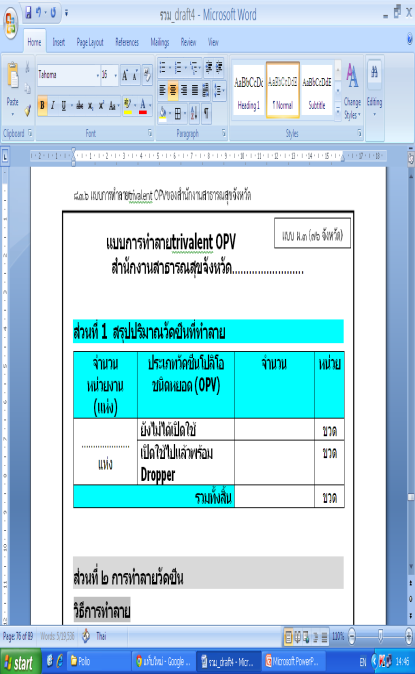 รวม_draft4 - Microsoft Word
Home Insert Page Layout References Mailings Review View
Tahoma 16
Paste
AaBbCcDc AaBbCcDdE AaBbCcDdE
Heading 1 ¶ Normal Subtitle Change Styles Editing
Clipboard Font Paragraph Styles
๘.๓๖ แบบการทำลายtrivalent OPVของสำนักงานสาธารณสุขจังหวัด
แบบ ม.๓ (๗๖ จังหวัด)
แบบการทำลายtrivalent OPV
สำนักงานสาธารณสุขจังหวัด.........................
ส่วนที่ 1 สรุปปริมาณวัคซีนที่ทำลาย
จำนวนหน่วยงาน (แห่ง) ประเภทวัคซีนโปลิโอชนิดหยอด (OPV) จำนวน หน่วย
ยังไม่ได้เปิดใช้ ขวด
.................... แห่ง
เปิดใช้ไปแล้วพร้อม Dropper ขวด
รวมทั้งสิ้น ขวด
ส่วนที่ ๒ การทำลายวัคซีน
วิธีการทำลาย
Page: 76 of 89 Words: 5/19,538 Thai 110%
start Polio แก้บใหม่ - Google ... รวม_draft4 - Micr... Microsoft PowerP... EN 14:46